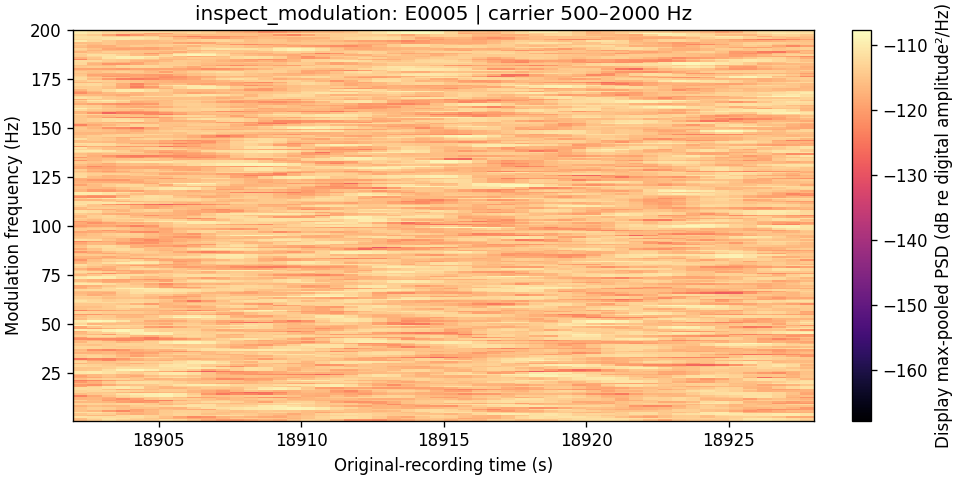 inspect_modulation: E0005 | carrier 500–2000 Hz
200
175
150
125
100
75
50
25
Modulation frequency (Hz)
18905 18910 18915 18920 18925
Original-recording time (s)
−110
−120
−130
−140
−150
−160
Display max-pooled PSD (dB re digital amplitude²/Hz)